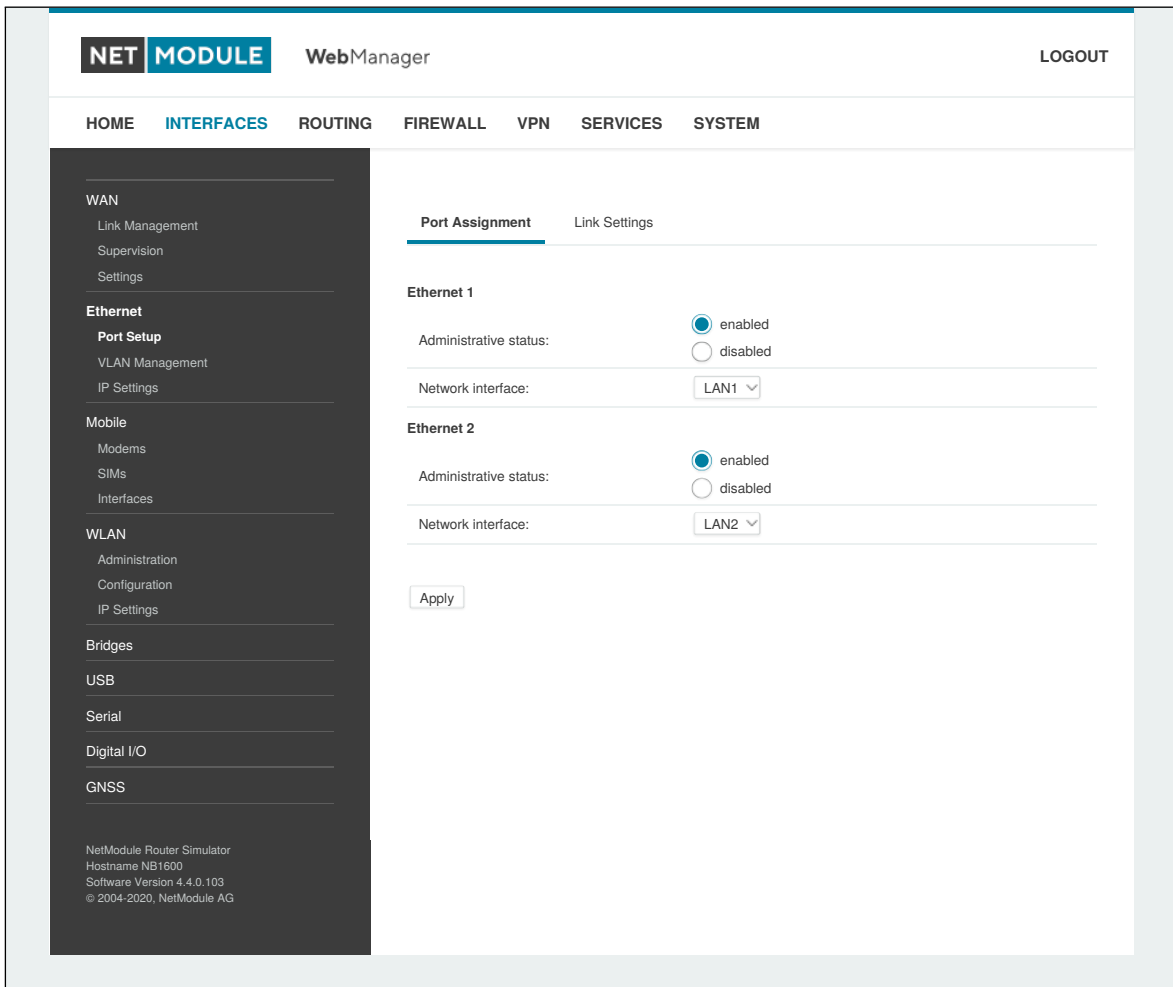 NET MODULE WebManager LOGOUT
HOME INTERFACES ROUTING FIREWALL VPN SERVICES SYSTEM
WAN
Link Management
Supervision
Settings
Ethernet
Port Setup
VLAN Management
IP Settings
Mobile
Modems
SIMs
Interfaces
WLAN
Administration
Configuration
IP Settings
Bridges
USB
Serial
Digital I/O
GNSS
NetModule Router Simulator
Hostname NB1600
Software Version 4.4.0.103
© 2004-2020, NetModule AG
Port Assignment Link Settings
Ethernet 1
Administrative status:
enabled
disabled
Network interface: LAN1
Ethernet 2
Administrative status:
enabled
disabled
Network interface: LAN2
Apply